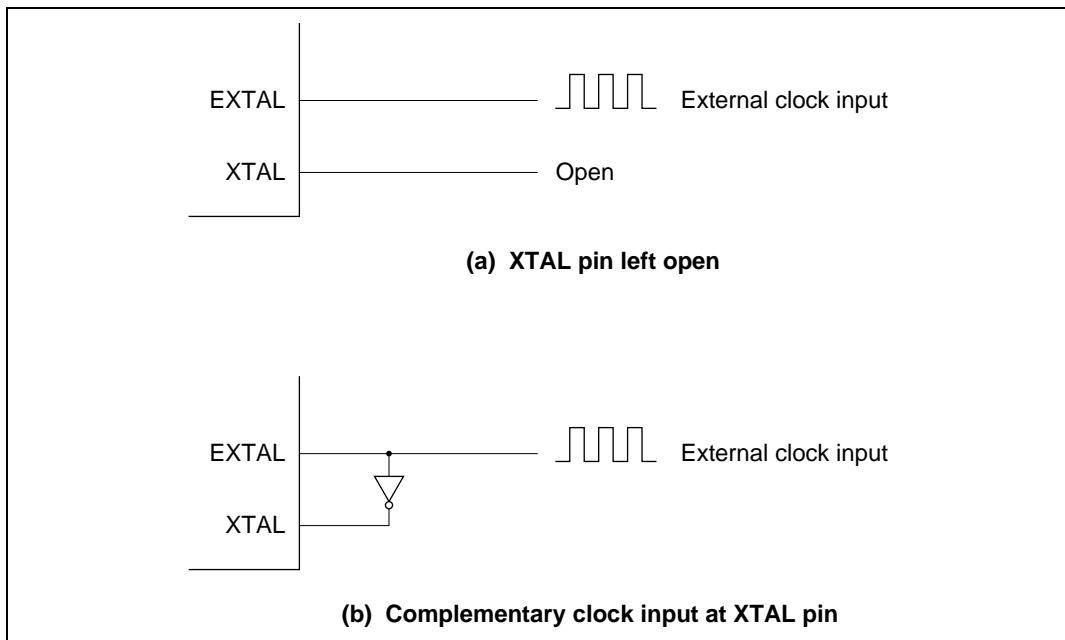 EXTAL
External clock input
XTAL
Open
(a) XTAL pin left open
EXTAL
External clock input
XTAL
(b) Complementary clock input at XTAL pin